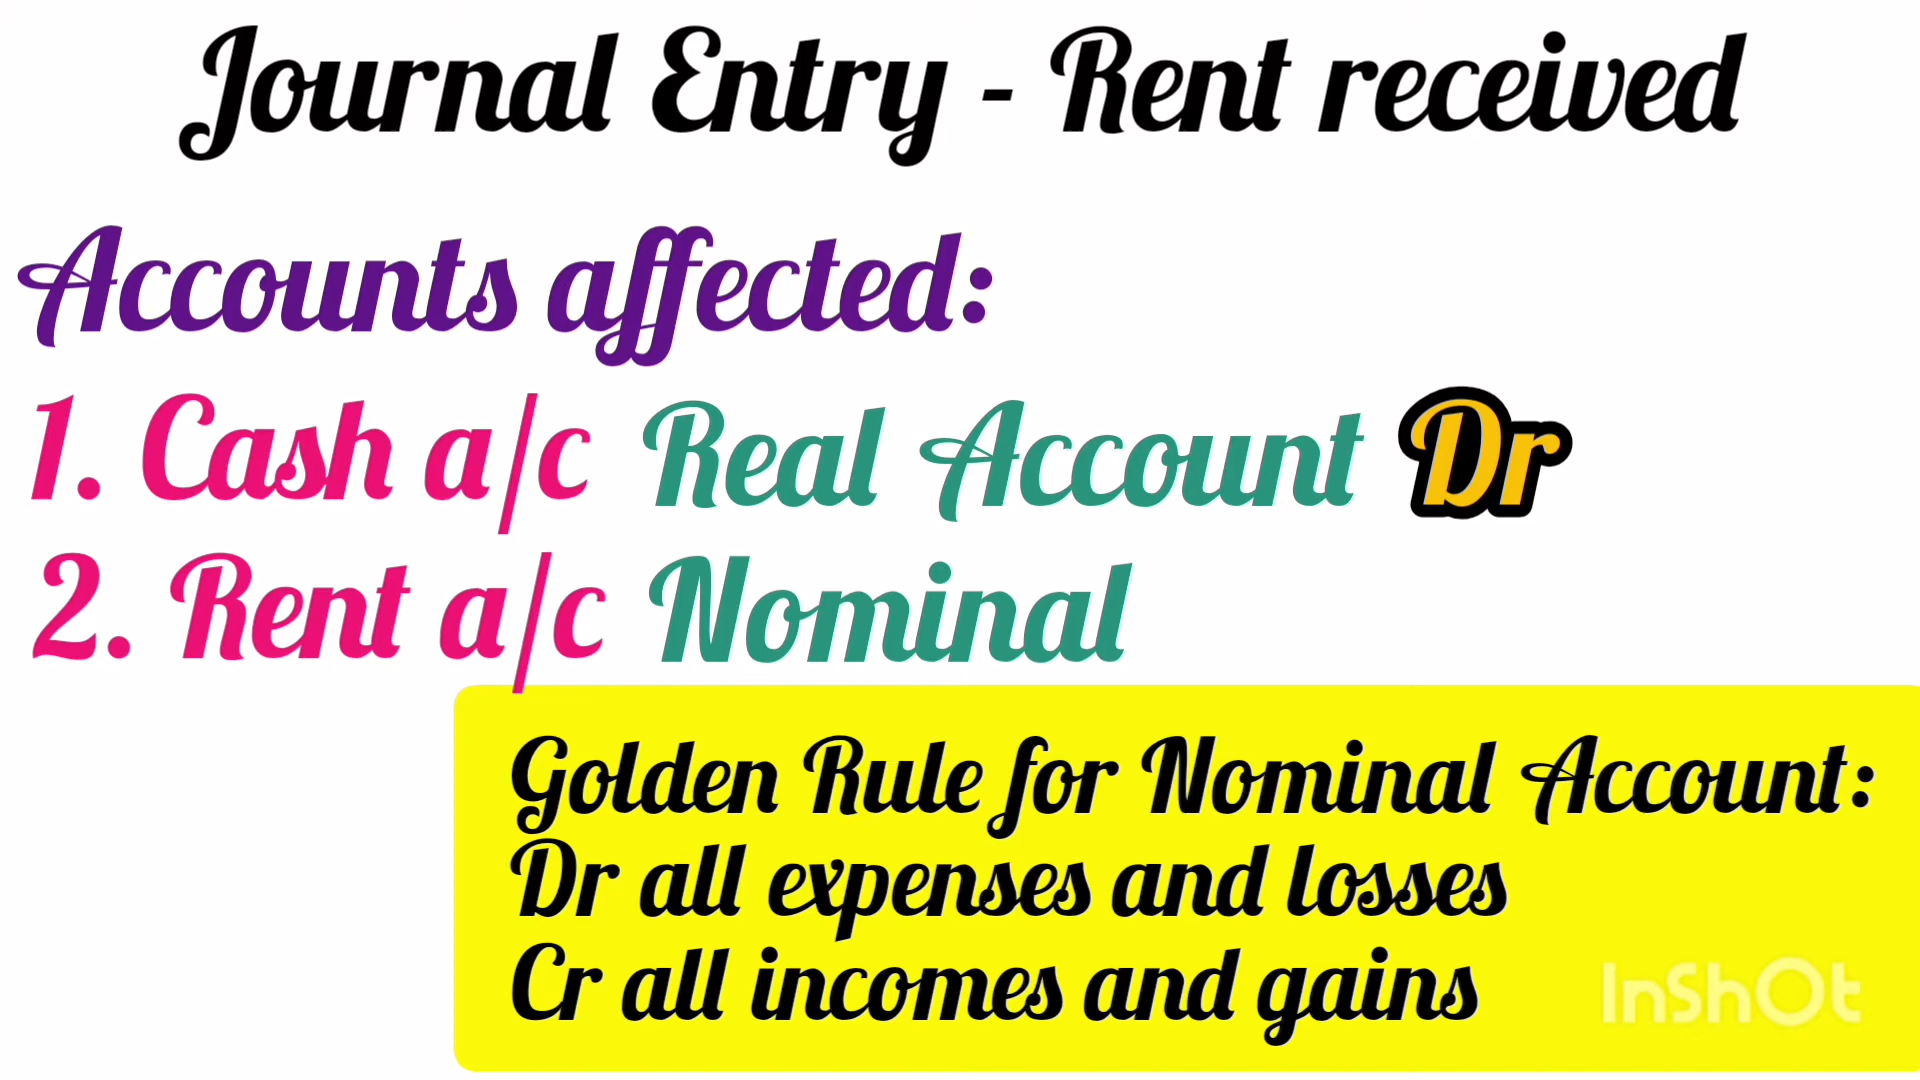 Journal Entry - Rent received
Accounts affected:
1. Cash a/c Real Account Dr
2. Rent a/c Nominal
Golden Rule for Nominal Account:
Dr all expenses and losses
Cr all incomes and gains
InShOt